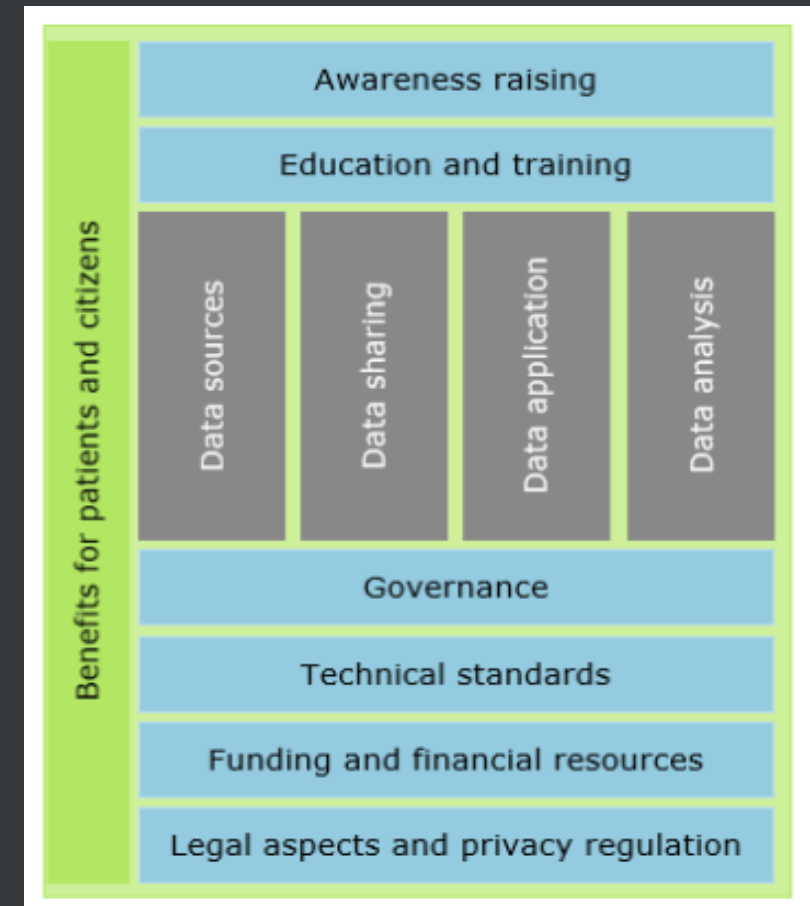 Benefits for patients and citizens
Awareness raising
Education and training
Data sources
Data sharing
Data application
Data analysis
Governance
Technical standards
Funding and financial resources
Legal aspects and privacy regulation